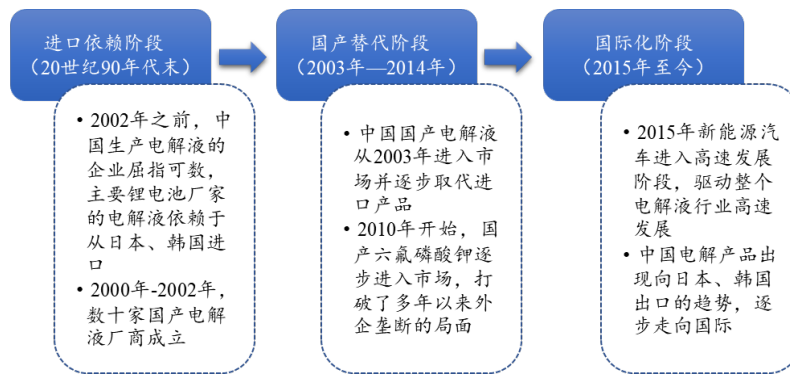 进口依赖阶段
（20世纪90年代末）
• 2002年之前，中
国生产电解液的
企业屈指可数，
主要锂电池厂家
的电解液依赖于
从日本、韩国进
口
• 2000年-2002年，
数十家国产电解
液厂商成立
国产替代阶段
（2003年—2014年）
• 中国国产电解液
从2003年进入市
场并逐步取代进
口产品
• 2010年开始，国
产六氟磷酸钾逐
步进入市场，打
破了多年以来外
企垄断的局面
国际化阶段
（2015年至今）
• 2015年新能源汽
车进入高速发展
阶段，驱动整个
电解液行业高速
发展
• 中国电解产品出
现向日本、韩国
出口的趋势，逐
步走向国际